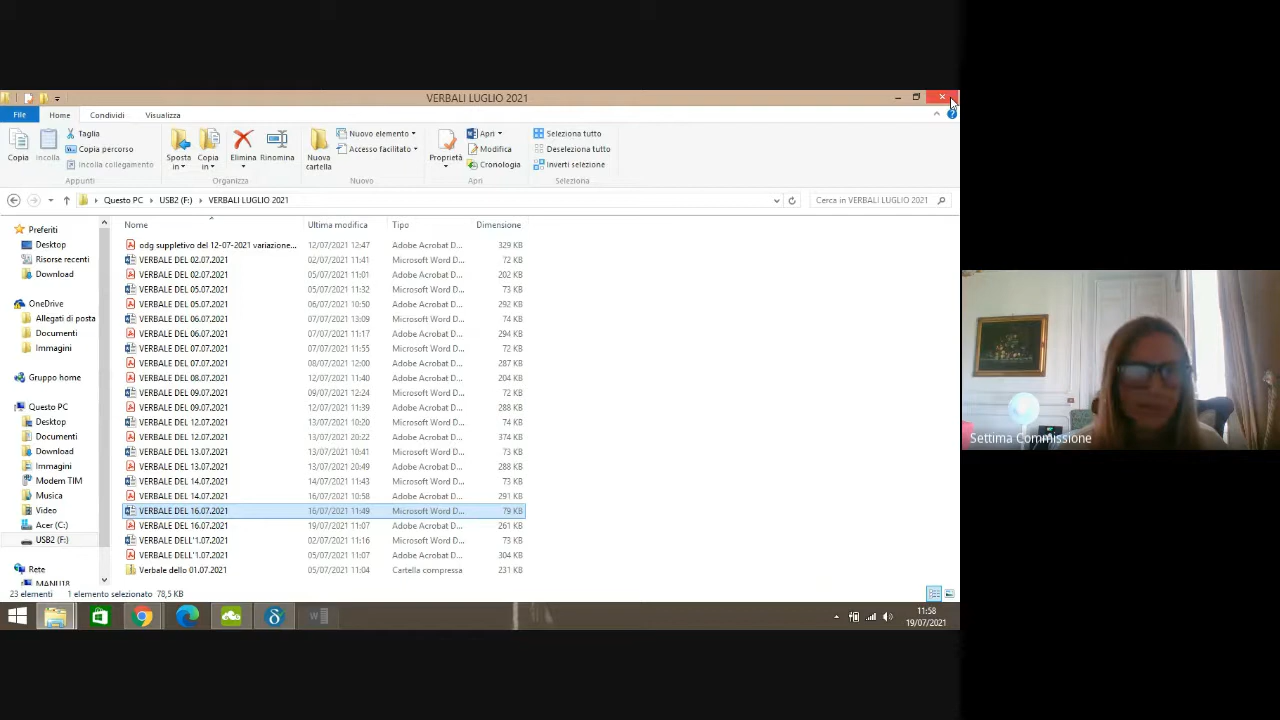 VERBALI LUGLIO 2021
File Home Condividi Visualizza
Copia
Incolla
Taglia
Copia percorso
Incolla collegamento
Appunti
Sposta in
Copia in
Elimina
Rinomina
Organizza
Nuova cartella
Nuovo elemento
Accesso facilitato
Nuovo
Proprietà
Apri
Modifica
Cronologia
Apri
Seleziona tutto
Deseleziona tutto
Inverti selezione
Seleziona
Questo PC USB2 (F:) VERBALI LUGLIO 2021
Cerca in VERBALI LUGLIO 2021
Preferiti
Desktop
Risorse recenti
Download
OneDrive
Allegati di posta
Documenti
Immagini
Gruppo home
Questo PC
Desktop
Documenti
Download
Immagini
Modem TIM
Musica
Video
Acer (C:)
USB2 (F:)
Rete
MANU18
Nome Ultima modifica Tipo Dimensione
odg suppletivo del 12-07-2021 variazione... 12/07/2021 12:47 Adobe Acrobat D... 329 KB
VERBALE DEL 02.07.2021 02/07/2021 11:41 Microsoft Word D... 72 KB
VERBALE DEL 02.07.2021 05/07/2021 11:01 Adobe Acrobat D... 202 KB
VERBALE DEL 05.07.2021 05/07/2021 11:32 Microsoft Word D... 73 KB
VERBALE DEL 05.07.2021 06/07/2021 10:50 Adobe Acrobat D... 292 KB
VERBALE DEL 06.07.2021 07/07/2021 13:09 Microsoft Word D... 74 KB
VERBALE DEL 06.07.2021 07/07/2021 11:17 Adobe Acrobat D... 294 KB
VERBALE DEL 07.07.2021 07/07/2021 11:55 Microsoft Word D... 72 KB
VERBALE DEL 07.07.2021 08/07/2021 12:00 Adobe Acrobat D... 287 KB
VERBALE DEL 08.07.2021 12/07/2021 11:40 Adobe Acrobat D... 204 KB
VERBALE DEL 09.07.2021 09/07/2021 12:24 Microsoft Word D... 72 KB
VERBALE DEL 09.07.2021 12/07/2021 11:39 Adobe Acrobat D... 288 KB
VERBALE DEL 12.07.2021 13/07/2021 10:20 Microsoft Word D... 74 KB
VERBALE DEL 12.07.2021 13/07/2021 20:22 Adobe Acrobat D... 374 KB
VERBALE DEL 13.07.2021 13/07/2021 10:41 Microsoft Word D... 73 KB
VERBALE DEL 13.07.2021 13/07/2021 20:49 Adobe Acrobat D... 288 KB
VERBALE DEL 14.07.2021 14/07/2021 11:43 Microsoft Word D... 73 KB
VERBALE DEL 14.07.2021 16/07/2021 10:58 Adobe Acrobat D... 291 KB
VERBALE DEL 16.07.2021 16/07/2021 11:49 Microsoft Word D... 79 KB
VERBALE DEL 16.07.2021 19/07/2021 11:07 Adobe Acrobat D... 261 KB
VERBALE DELL'1.07.2021 02/07/2021 11:16 Microsoft Word D... 73 KB
VERBALE DELL'1.07.2021 05/07/2021 11:07 Adobe Acrobat D... 304 KB
Verbale dello 01.07.2021 05/07/2021 11:04 Cartella compressa 231 KB
23 elementi 1 elemento selezionato 78,5 KB
11:58
19/07/2021
Settima Commissione